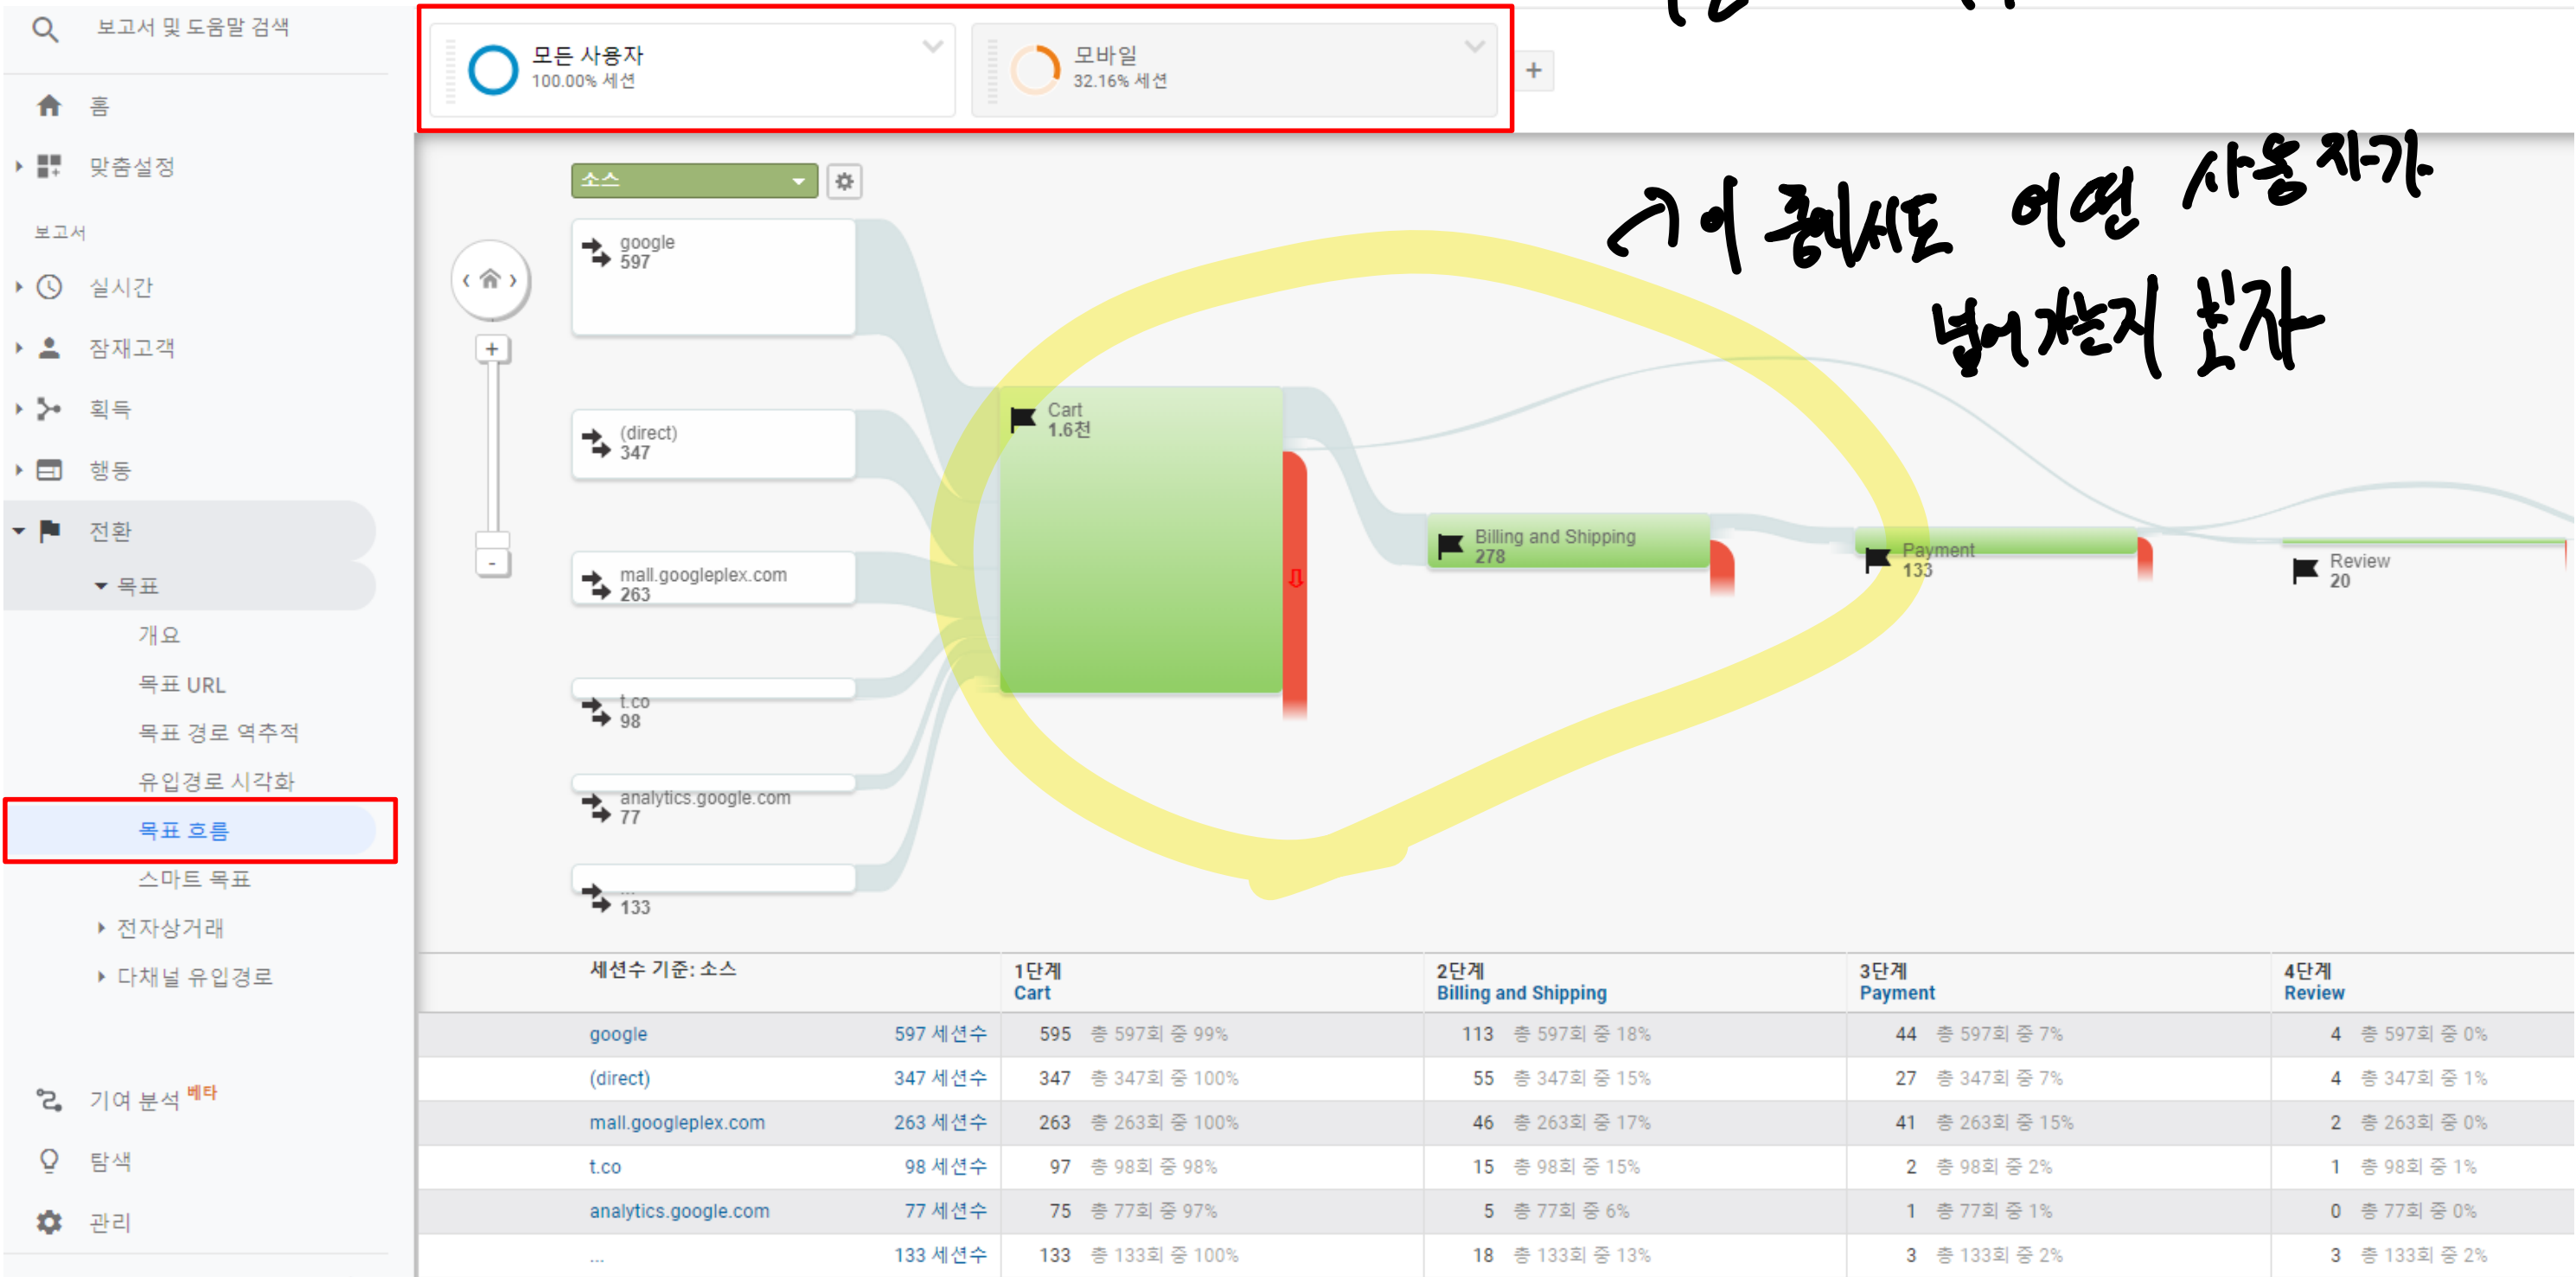 보고서 및 도움말 검색
홈
맞춤설정
보고서
실시간
잠재고객
획득
행동
전환
목표
개요
목표 URL
목표 경로 역추적
유입경로 시각화
목표 흐름
스마트 목표
전자상거래
다채널 유입경로
기여 분석 베타
탐색
관리
모든 사용자
100.00% 세션
모바일
32.16% 세션
+
이 중에서도 어떤 사용자가
넘어가는지 보자
소스
google
597
(direct)
347
mall.googleplex.com
263
t.co
98
analytics.google.com
77
...
133
+
-
Cart
1.6천
Billing and Shipping
278
Payment
133
Review
20
세션수 기준: 소스 1단계 2단계 3단계 4단계
Cart Billing and Shipping Payment Review
google 597 세션수 595 총 597회 중 99% 113 총 597회 중 18% 44 총 597회 중 7% 4 총 597회 중 0%
(direct) 347 세션수 347 총 347회 중 100% 55 총 347회 중 15% 27 총 347회 중 7% 4 총 347회 중 1%
mall.googleplex.com 263 세션수 263 총 263회 중 100% 46 총 263회 중 17% 41 총 263회 중 15% 2 총 263회 중 0%
t.co 98 세션수 97 총 98회 중 98% 15 총 98회 중 15% 2 총 98회 중 2% 1 총 98회 중 1%
analytics.google.com 77 세션수 75 총 77회 중 97% 5 총 77회 중 6% 1 총 77회 중 1% 0 총 77회 중 0%
... 133 세션수 133 총 133회 중 100% 18 총 133회 중 13% 3 총 133회 중 2% 3 총 133회 중 2%